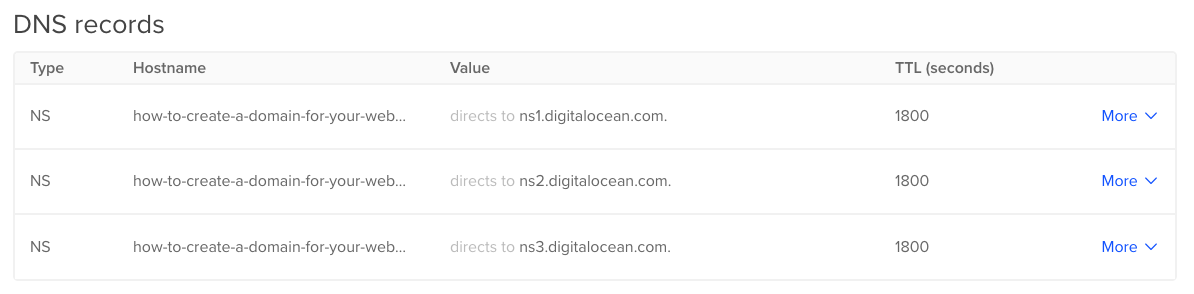 DNS records
Type Hostname Value TTL (seconds)
NS how-to-create-a-domain-for-your-web... directs to ns1.digitalocean.com. 1800 More
NS how-to-create-a-domain-for-your-web... directs to ns2.digitalocean.com. 1800 More
NS how-to-create-a-domain-for-your-web... directs to ns3.digitalocean.com. 1800 More